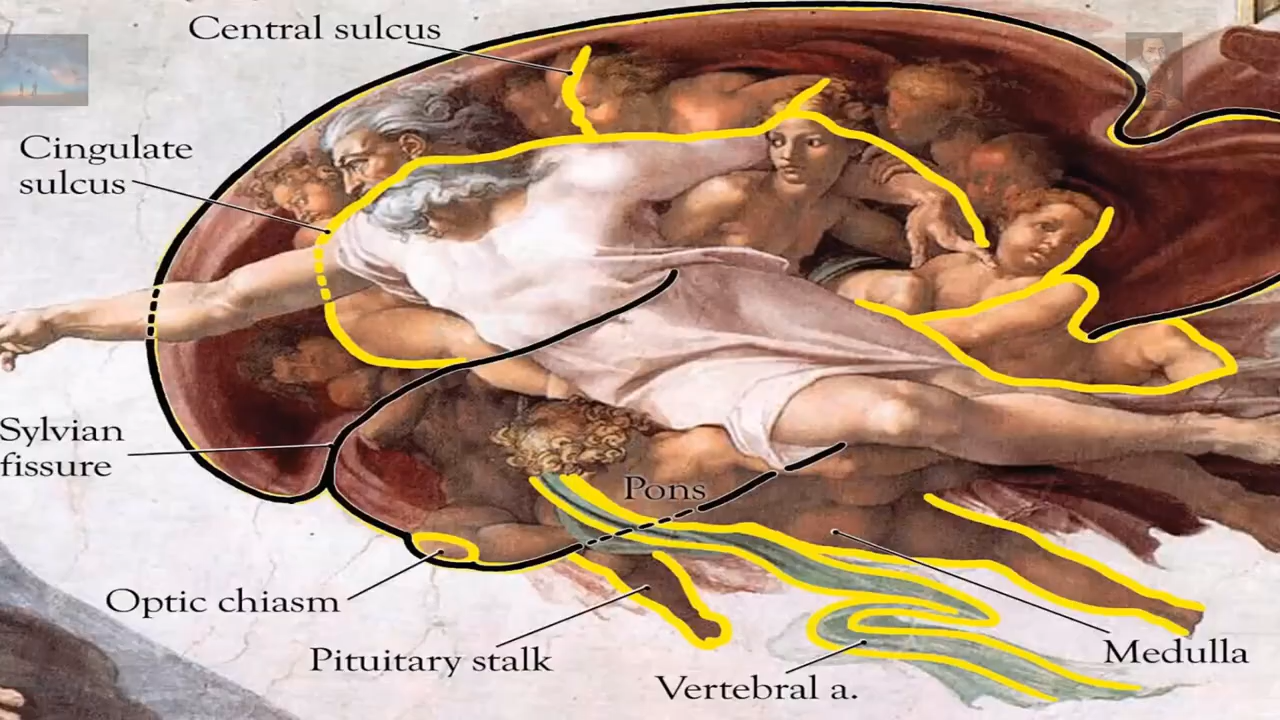 Central sulcus
Cingulate
sulcus
Sylvian
fissure
Pons
Optic chiasm
Pituitary stalk
Vertebral a.
Medulla